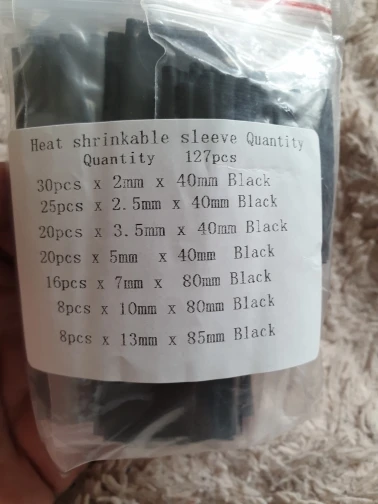 Heat shrinkable sleeve Quantity
Quantity 127pcs
30pcs x 2mm x 40mm Black
25pcs x 2.5mm x 40mm Black
20pcs x 3.5mm x 40mm Black
20pcs x 5mm x 40mm Black
16pcs x 7mm x 80mm Black
8pcs x 10mm x 80mm Black
8pcs x 13mm x 85mm Black